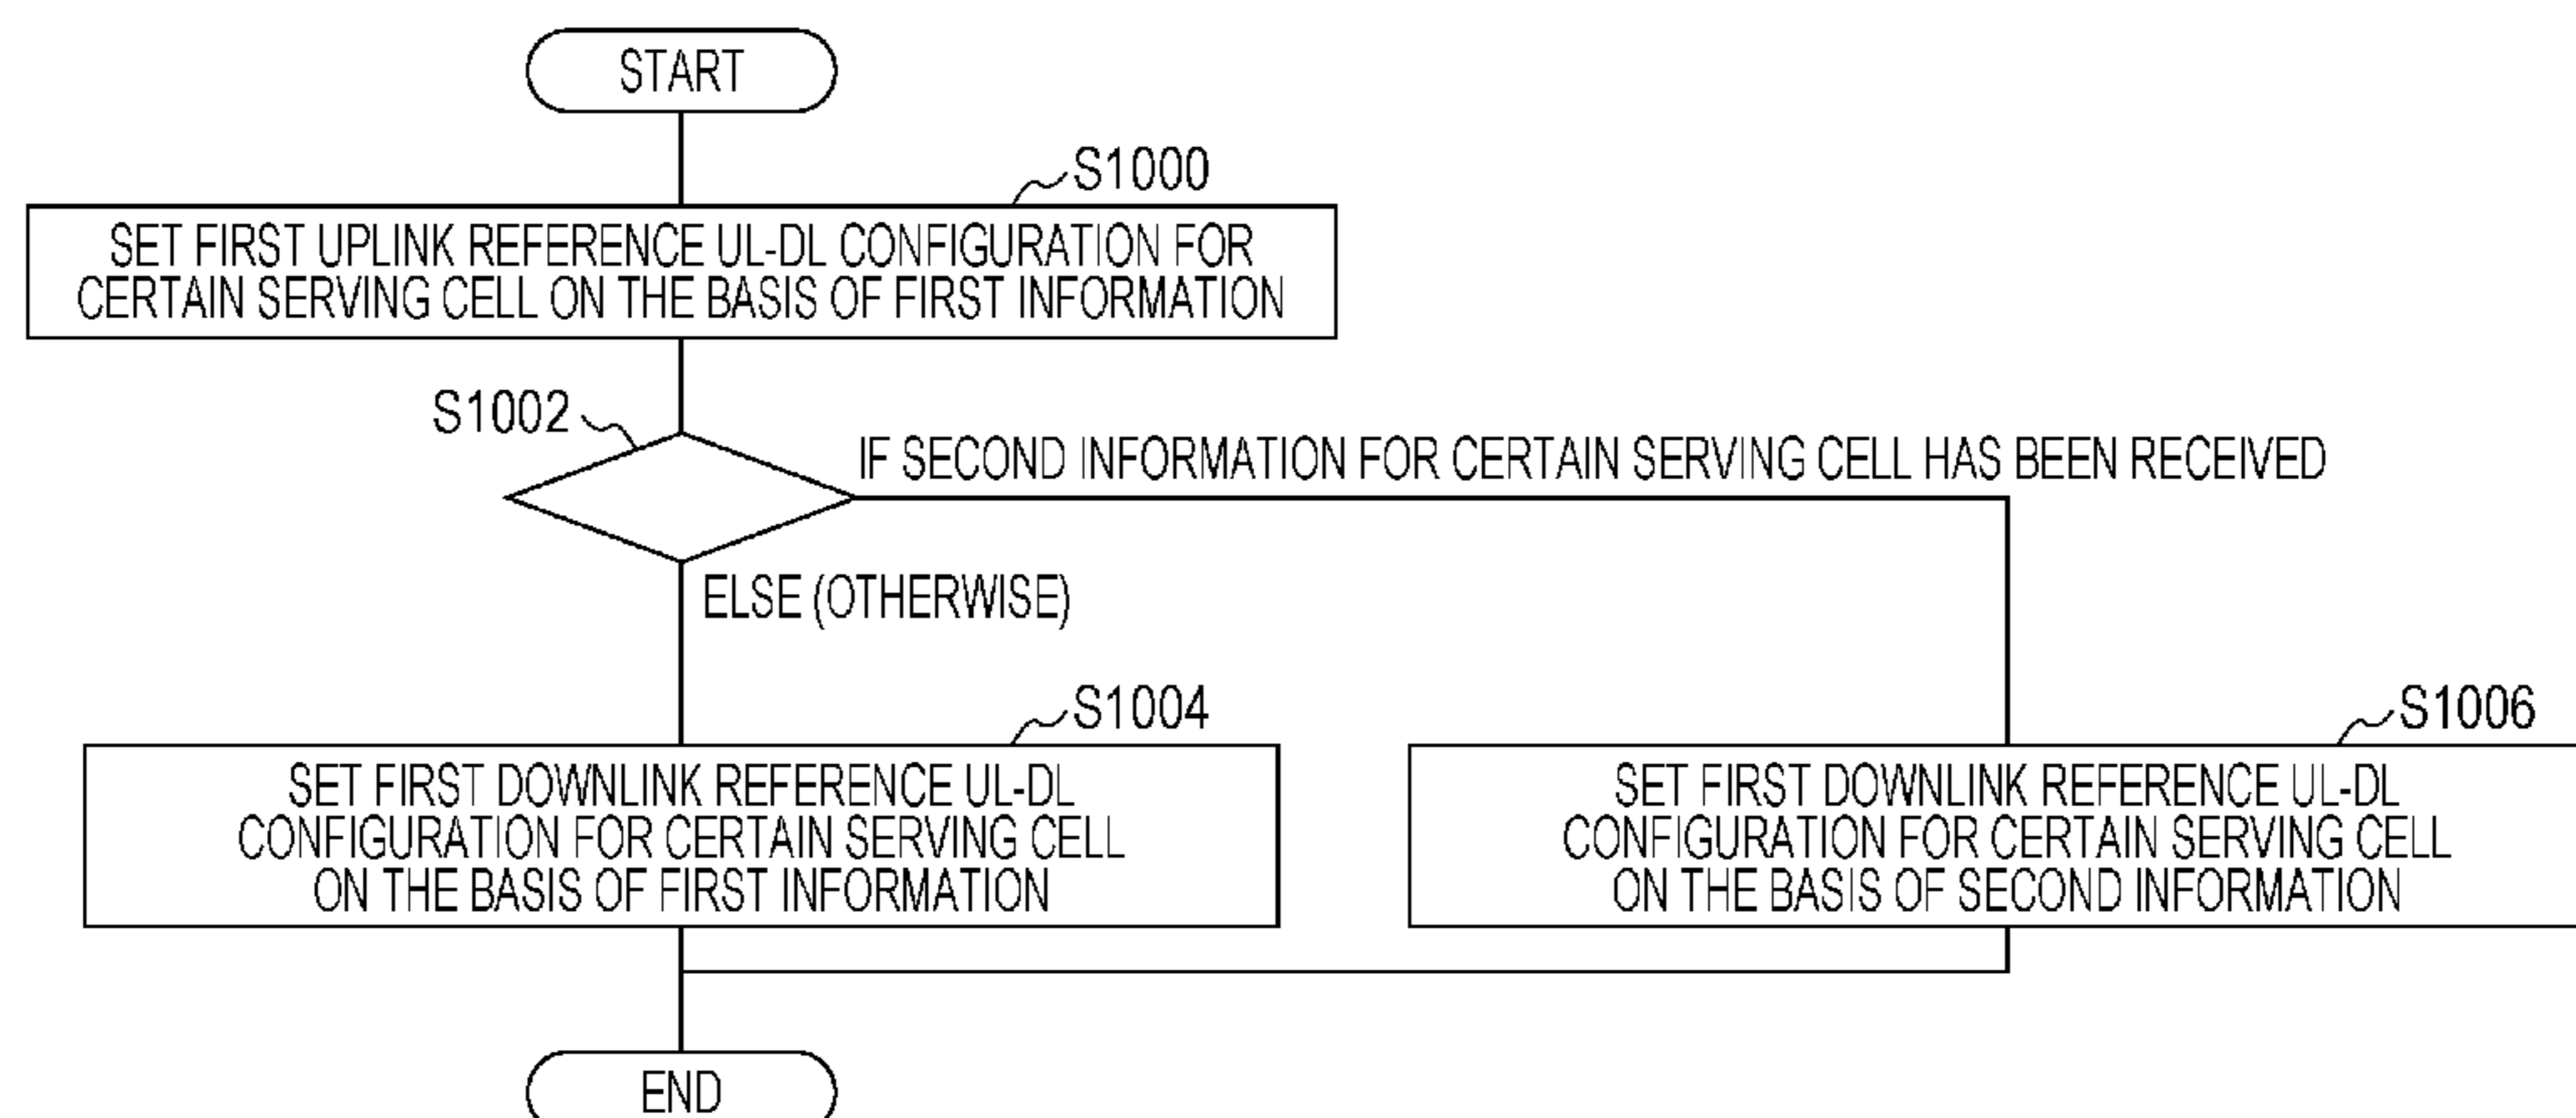 START
S1000
SET FIRST UPLINK REFERENCE UL-DL CONFIGURATION FOR
CERTAIN SERVING CELL ON THE BASIS OF FIRST INFORMATION
S1002
IF SECOND INFORMATION FOR CERTAIN SERVING CELL HAS BEEN RECEIVED
ELSE (OTHERWISE)
S1004
SET FIRST DOWNLINK REFERENCE UL-DL
CONFIGURATION FOR CERTAIN SERVING CELL
ON THE BASIS OF FIRST INFORMATION
S1006
SET FIRST DOWNLINK REFERENCE UL-DL
CONFIGURATION FOR CERTAIN SERVING CELL
ON THE BASIS OF SECOND INFORMATION
END